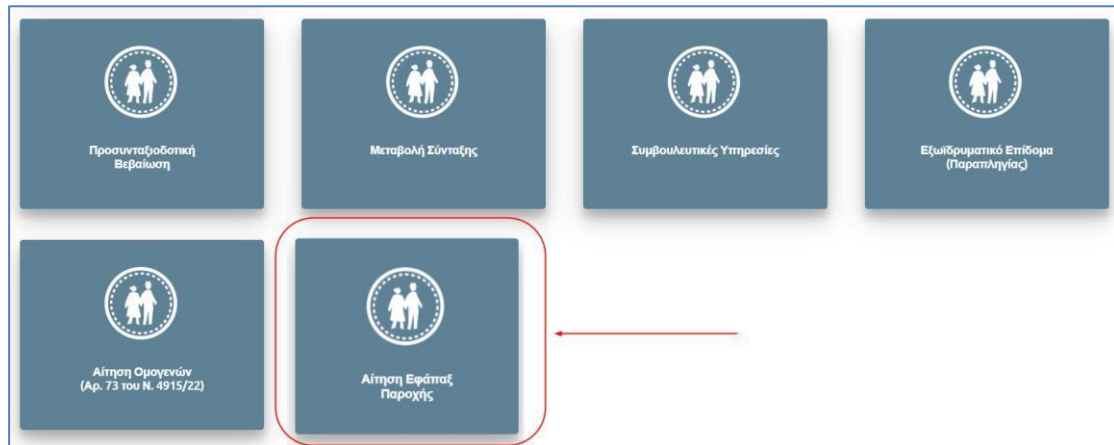 Προσυνταξιοδοτική
Βεβαίωση
Μεταβολή Σύνταξης
Συμβουλευτικές Υπηρεσίες
Εξωϊδρυματικό Επίδομα
(Παραπληγίας)
Αίτηση Ομογενών
(Αρ. 73 του Ν. 4915/22)
Αίτηση Εφάπαξ
Παροχής